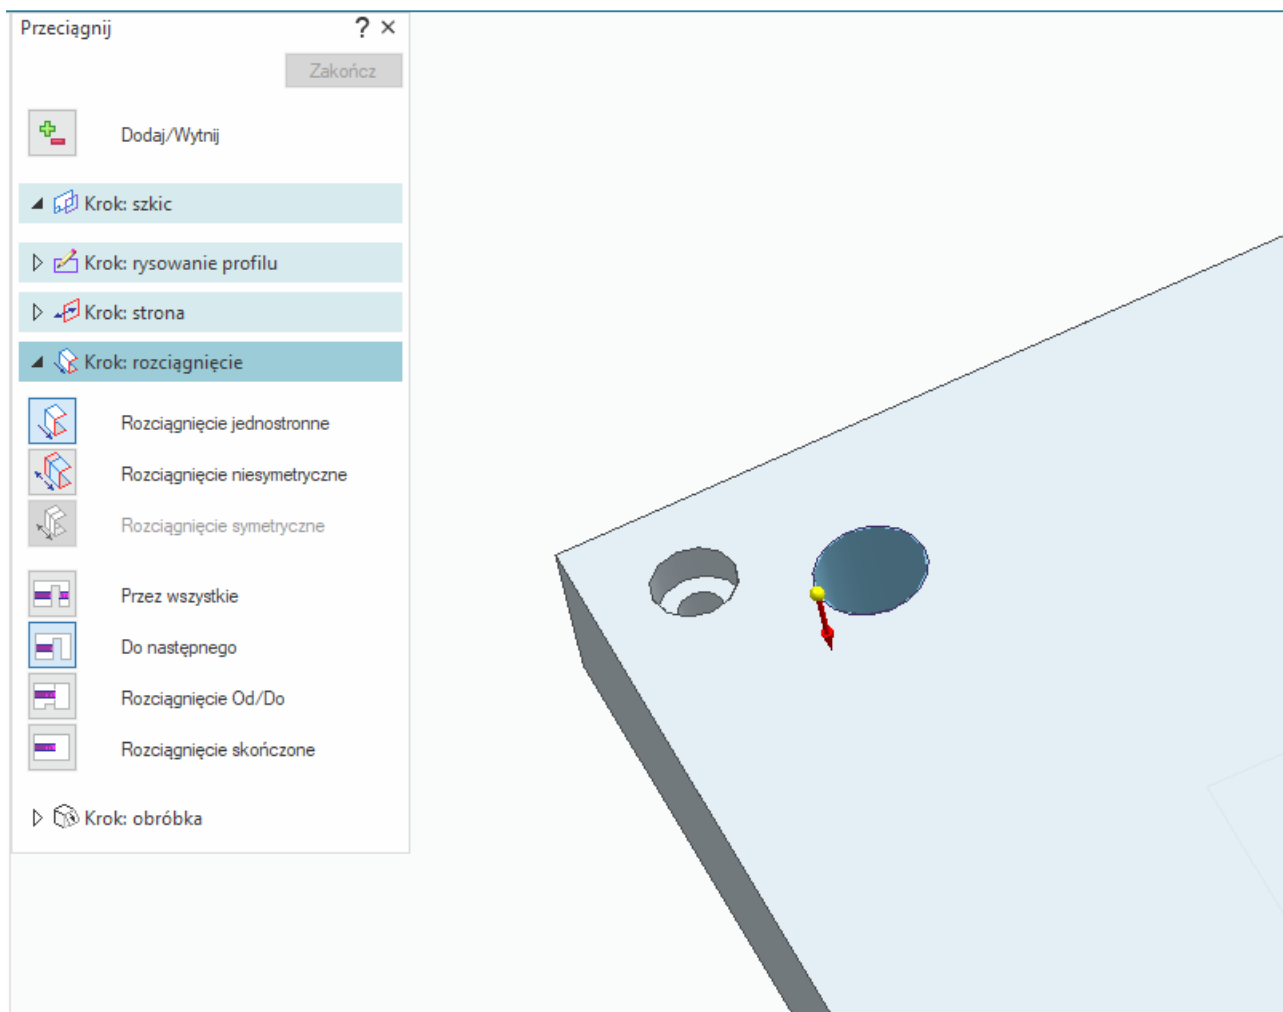 Przeciągnij ? ×
Zakończ
Dodaj/Wytnij
Krok: szkic
Krok: rysowanie profilu
Krok: strona
Krok: rozciągnięcie
Rozciągnięcie jednostronne
Rozciągnięcie niesymetryczne
Rozciągnięcie symetryczne
Przez wszystkie
Do następnego
Rozciągnięcie Od/Do
Rozciągnięcie skończone
Krok: obróbka